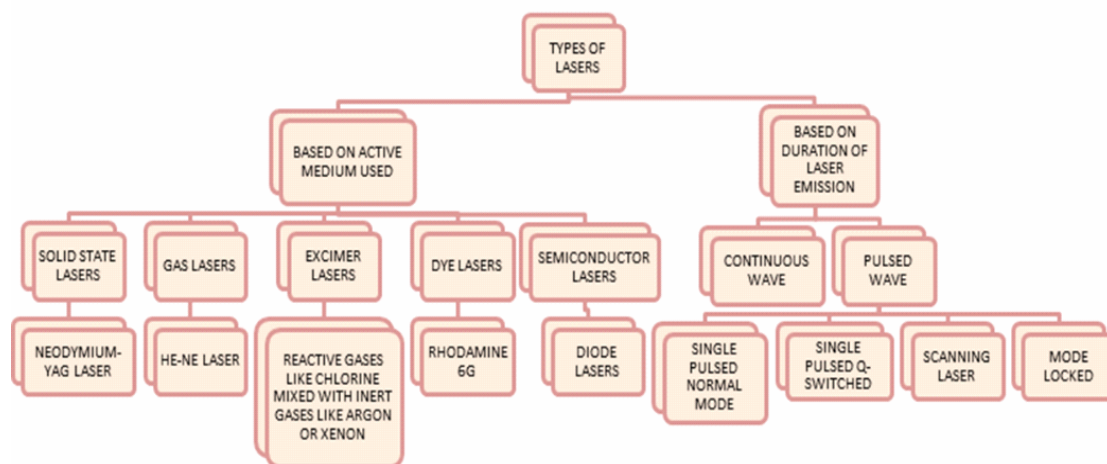 TYPES OF
LASERS
BASED ON ACTIVE
MEDIUM USED
BASED ON
DURATION OF
LASER
EMISSION
SOLID STATE
LASERS
GAS LASERS
EXCIMER
LASERS
DYE LASERS
SEMICONDUCTOR
LASERS
CONTINUOUS
WAVE
PULSED
WAVE
NEODYMIUM-
YAG LASER
HE-NE LASER
REACTIVE GASES
LIKE CHLORINE
MIXED WITH INERT
GASES LIKE ARGON
OR XENON
RHODAMINE
6G
DIODE
LASERS
SINGLE
PULSED
NORMAL
MODE
SINGLE
PULSED Q-
SWITCHED
SCANNING
LASER
MODE
LOCKED